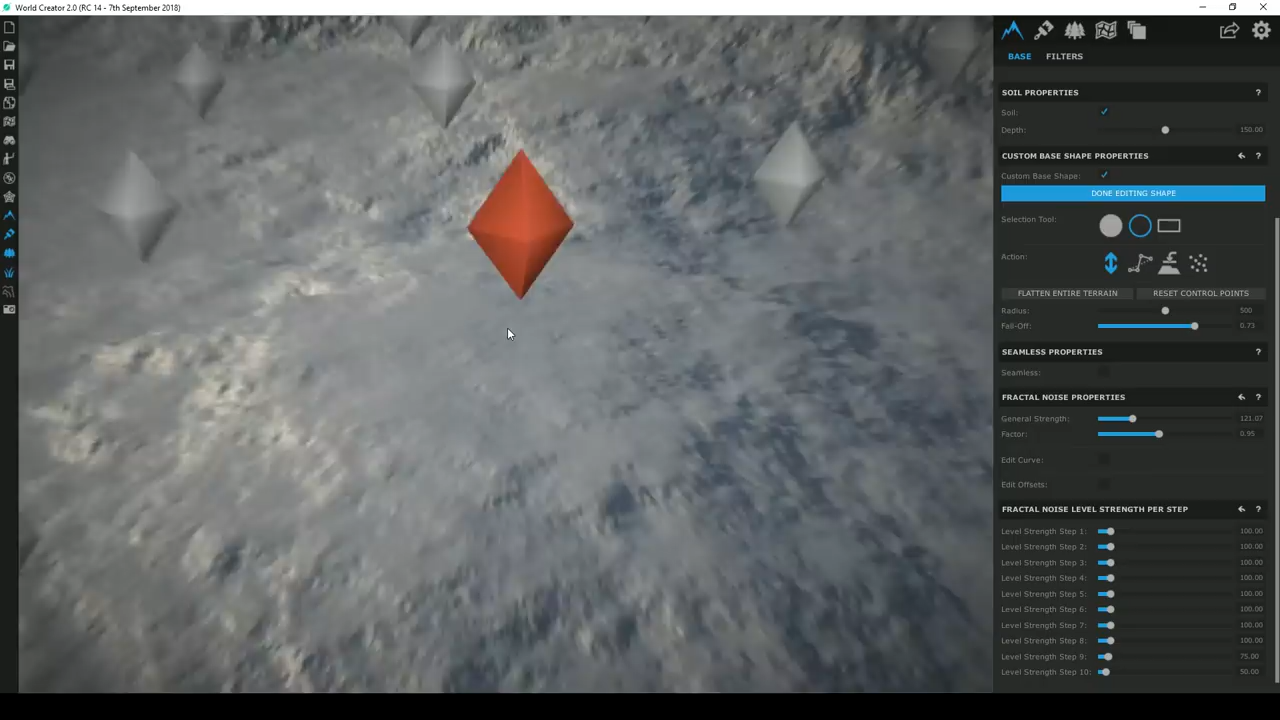 World Creator 2.0 (RC 14 - 7th September 2018)
BASE FILTERS
SOIL PROPERTIES ?
Soil:
Depth: 150.00
CUSTOM BASE SHAPE PROPERTIES ?
Custom Base Shape:
DONE EDITING SHAPE
Selection Tool:
Action:
FLATTEN ENTIRE TERRAIN RESET CONTROL POINTS
Radius: 500
Fall-Off: 0.73
SEAMLESS PROPERTIES ?
Seamless:
FRACTAL NOISE PROPERTIES ?
General Strength: 121.07
Factor: 0.95
Edit Curve:
Edit Offsets:
FRACTAL NOISE LEVEL STRENGTH PER STEP ?
Level Strength Step 1: 100.00
Level Strength Step 2: 100.00
Level Strength Step 3: 100.00
Level Strength Step 4: 100.00
Level Strength Step 5: 100.00
Level Strength Step 6: 100.00
Level Strength Step 7: 100.00
Level Strength Step 8: 100.00
Level Strength Step 9: 75.00
Level Strength Step 10: 50.00